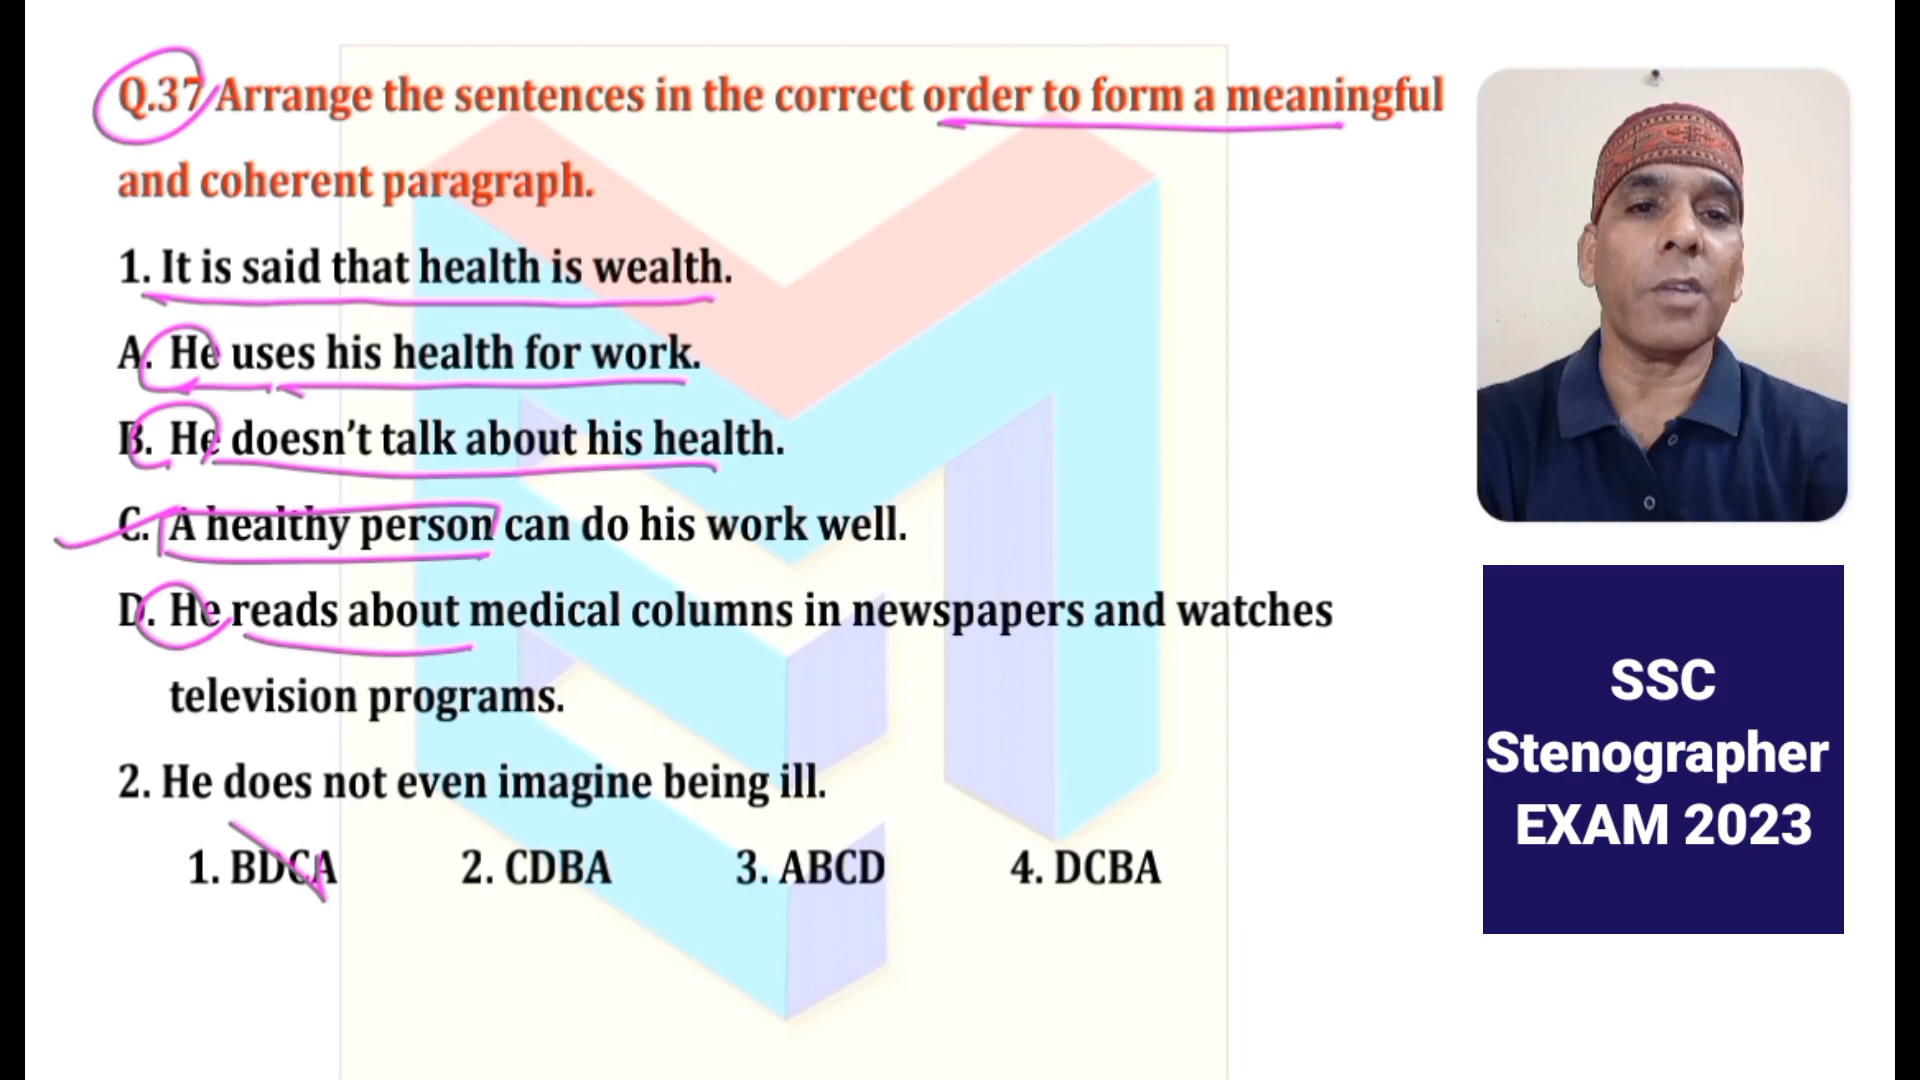 Q.37 Arrange the sentences in the correct order to form a meaningful
and coherent paragraph.
1. It is said that health is wealth.
A. He uses his health for work.
B. He doesn't talk about his health.
C. A healthy person can do his work well.
D. He reads about medical columns in newspapers and watches
television programs.
2. He does not even imagine being ill.
1. BDCA 2. CDBA 3. ABCD 4. DCBA
SSC
Stenographer
EXAM 2023